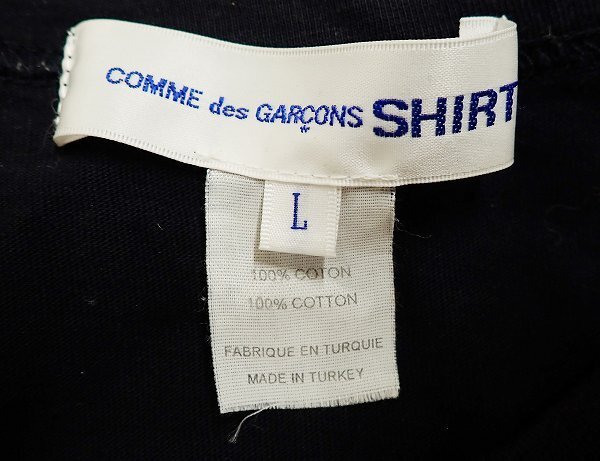 COMME des GARÇONS SHIRT
*
L
100% COTON
100% COTTON
FABRIQUE EN TURQUIE
MADE IN TURKEY